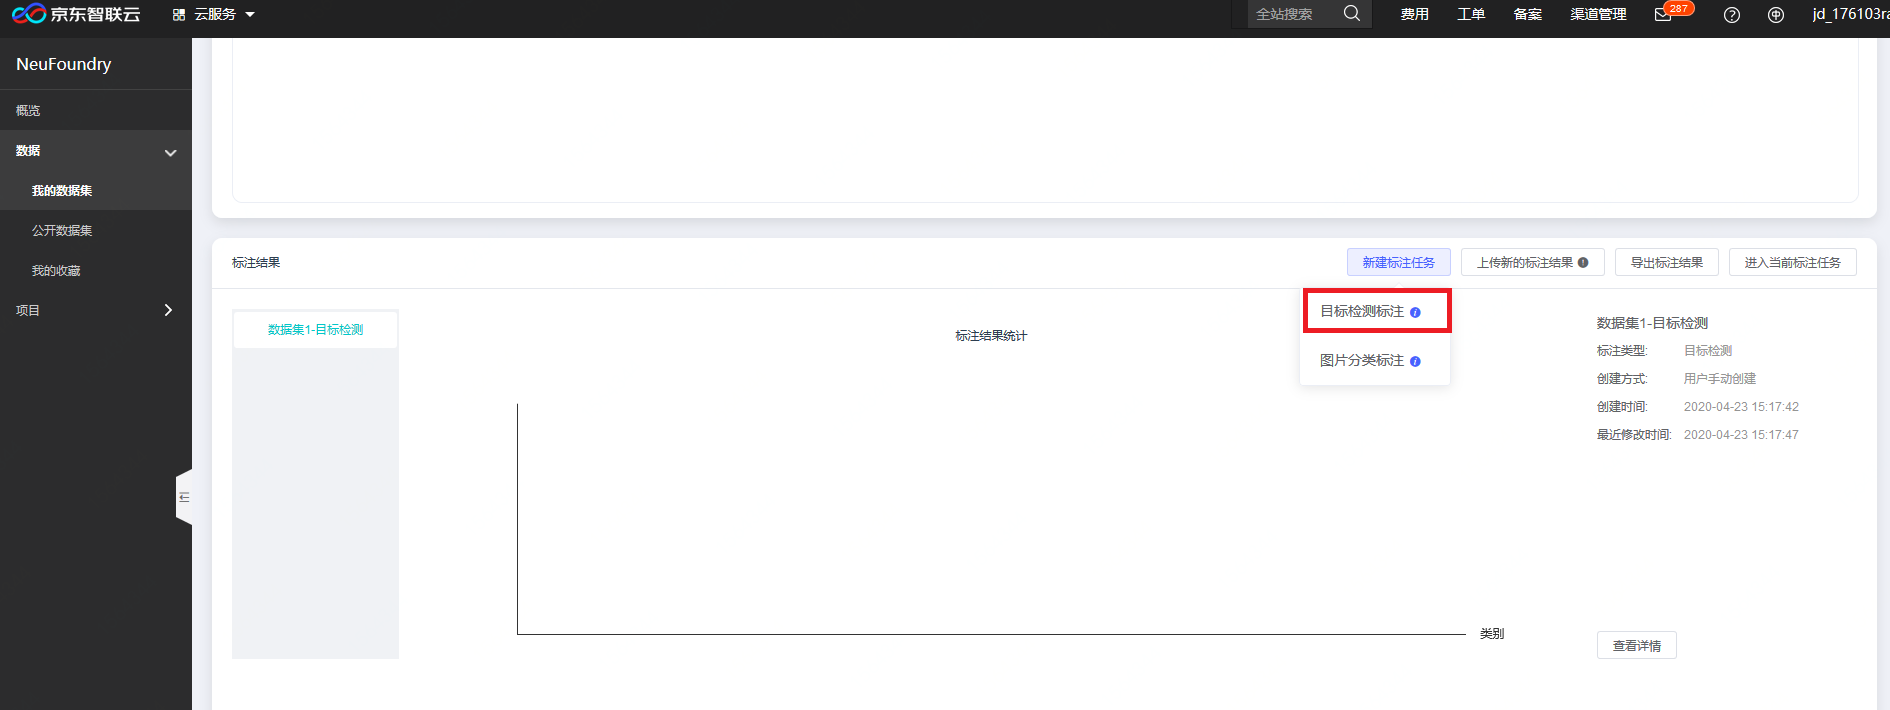 京东智联云
云服务
全站搜索
费用
工单
备案
渠道管理
287
jd_176103ra
NeuFoundry
概览
数据
我的数据集
公开数据集
我的收藏
项目
标注结果
新建标注任务
上传新的标注结果
导出标注结果
进入当前标注任务
目标检测标注
图片分类标注
数据集1-目标检测
标注结果统计
类别
数据集1-目标检测
标注类型: 目标检测
创建方式: 用户手动创建
创建时间: 2020-04-23 15:17:42
最近修改时间: 2020-04-23 15:17:47
查看详情